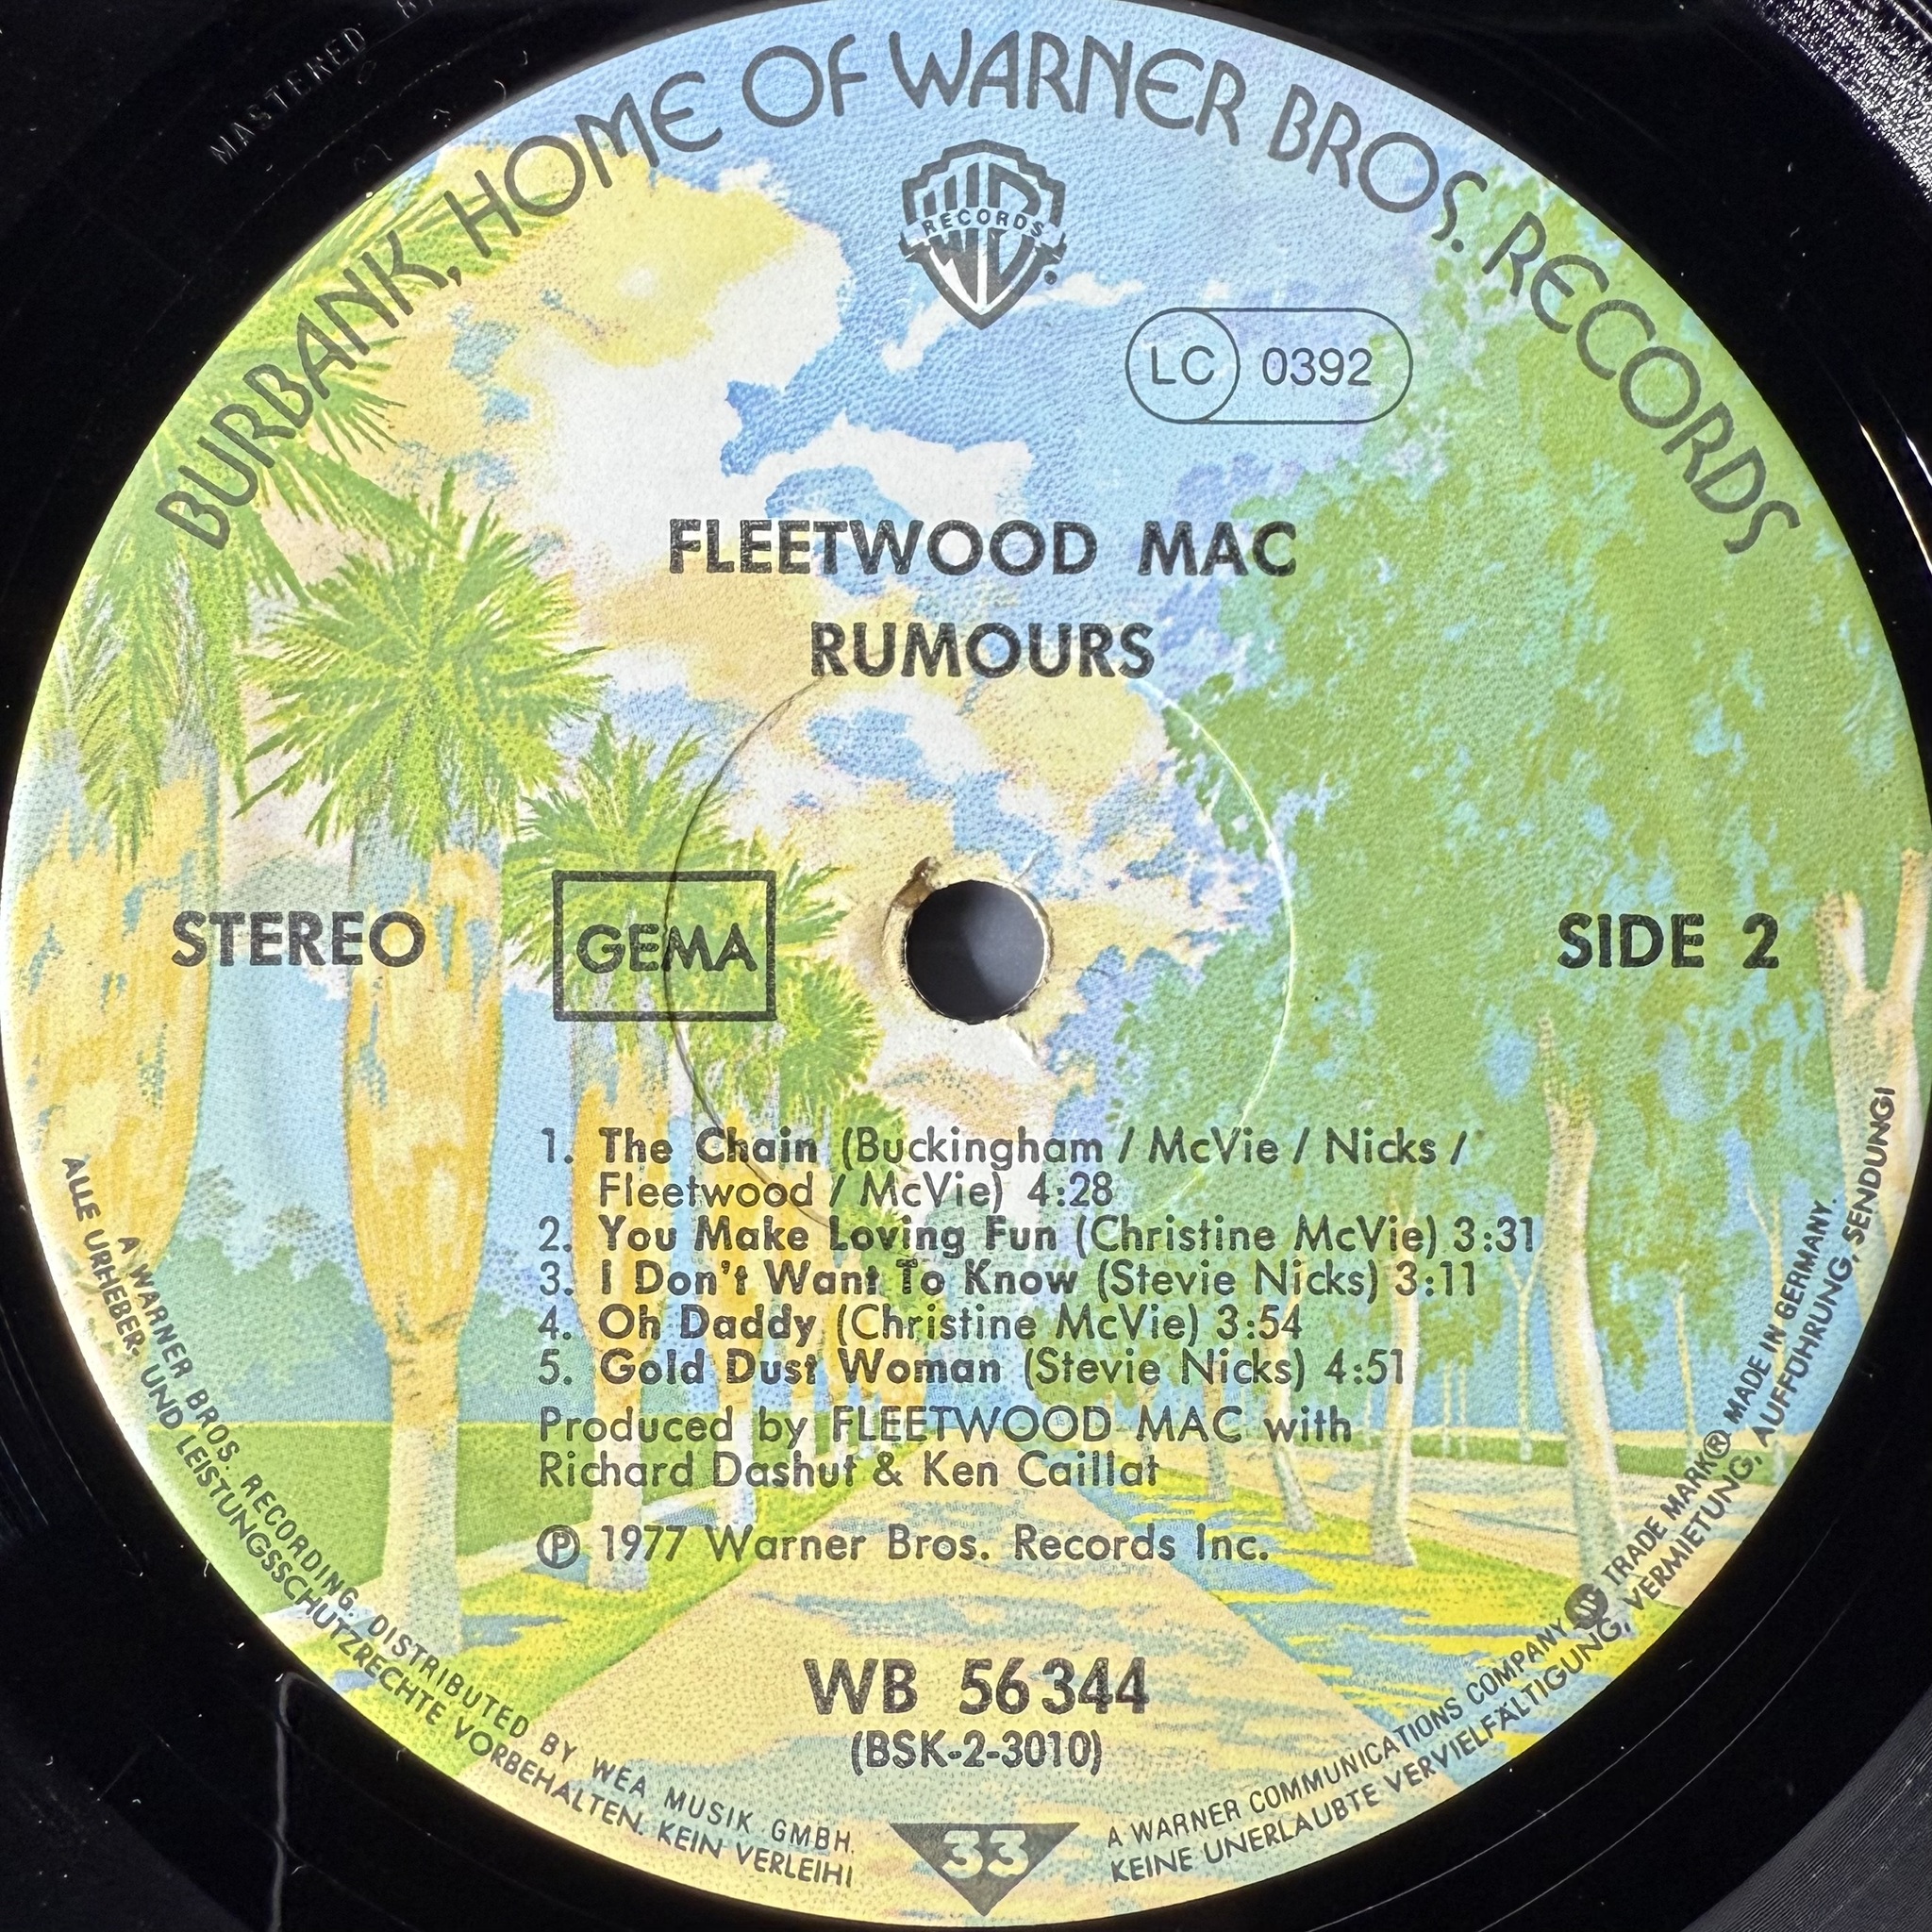 MASTERED
BURBANK, HOME OF WARNER BROS. RECORDS
RECORDS
LC 0392
FLEETWOOD MAC
RUMOURS
STEREO
GEMA
SIDE 2
1. The Chain (Buckingham / McVie / Nicks /
Fleetwood / McVie) 4:28
2. You Make Loving Fun (Christine McVie) 3:31
3. I Don't Want To Know (Stevie Nicks) 3:11
4. Oh Daddy (Christine McVie) 3:54
5. Gold Dust Woman (Stevie Nicks) 4:51
Produced by FLEETWOOD MAC with
Richard Dashut & Ken Caillat
℗ 1977 Warner Bros. Records Inc.
WB 56 344
(BSK-2-3010)
33
A WARNER BROS. RECORDING. DISTRIBUTED BY WEA MUSIK GMBH.
A WARNER COMMUNICATIONS COMPANY TRADE MARK® MADE IN GERMANY.
ALLE URHEBER- UND LEISTUNGSSCHUTZRECHTE VORBEHALTEN. KEIN VERLEIH!
KEINE UNERLAUBTE VERVIELFÄLTIGUNG, VERMIETUNG, AUFFÜHRUNG, SENDUNG!